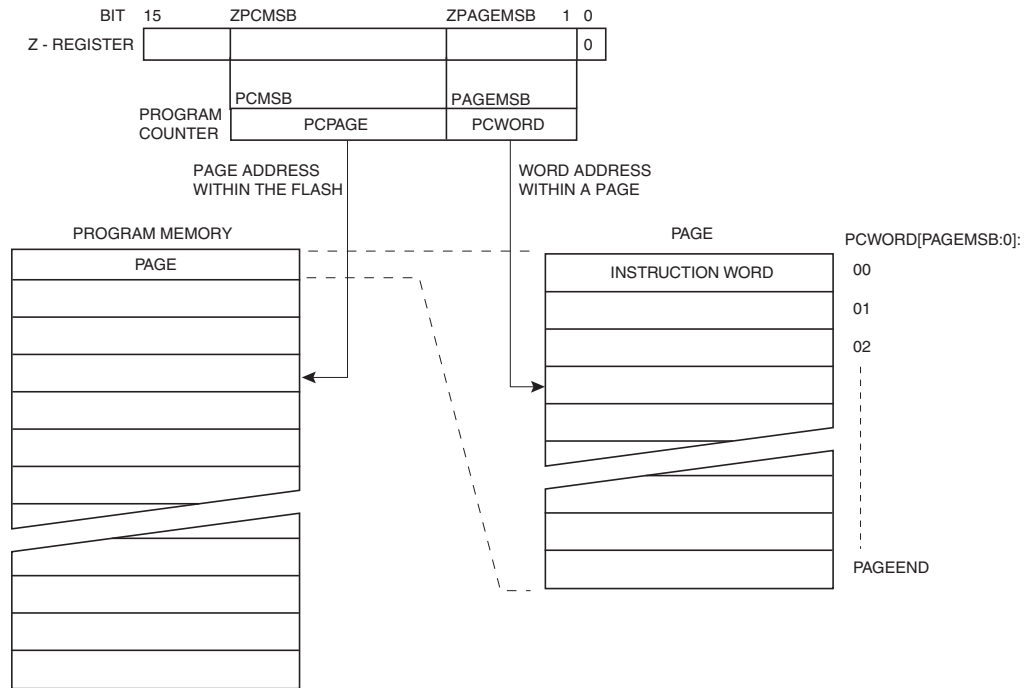 BIT 15 ZPCMSB ZPAGEMSB 1 0
Z - REGISTER 0
PCMSB PAGEMSB
PROGRAM
COUNTER
PCPAGE PCWORD
PAGE ADDRESS
WITHIN THE FLASH
WORD ADDRESS
WITHIN A PAGE
PROGRAM MEMORY
PAGE
PAGE
PCWORD[PAGEMSB:0]:
INSTRUCTION WORD
00
01
02
PAGEEND